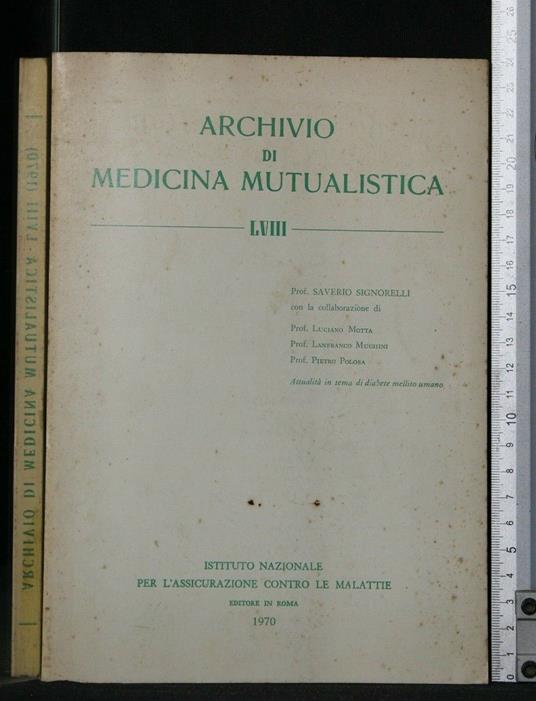 ARCHIVIO
DI
MEDICINA MUTUALISTICA
LVIII
Prof. SAVERIO SIGNORELLI
con la collaborazione di
Prof. LUCIANO MOTTA
Prof. LANFRANCO MUGHINI
Prof. PIETRO POLOSA
Attualità in tema di diabete mellito umano
ISTITUTO NAZIONALE
PER L'ASSICURAZIONE CONTRO LE MALATTIE
EDITORE IN ROMA
1970
ARCHIVIO DI MEDICINA MUTUALISTICA - LVIII (1970)